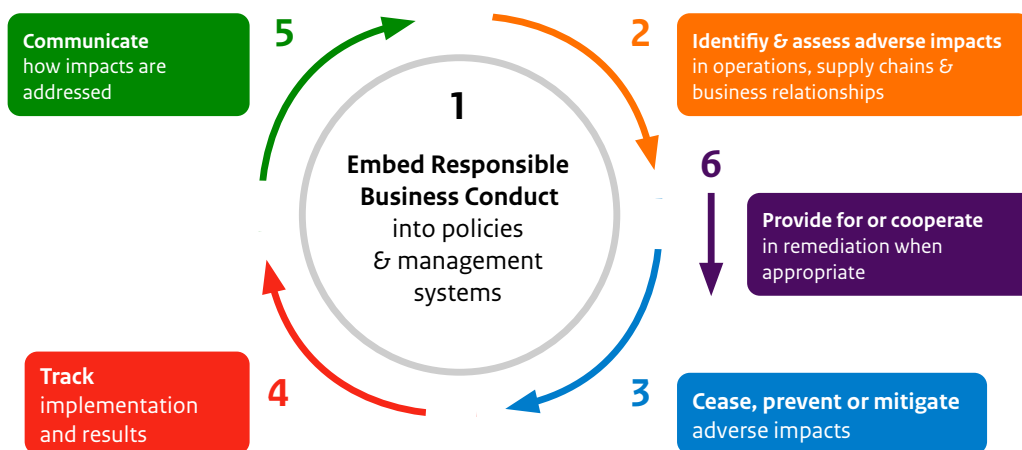 1
Embed Responsible
Business Conduct
into policies
& management
systems
2
Identifiy & assess adverse impacts
in operations, supply chains &
business relationships
3
Cease, prevent or mitigate
adverse impacts
4
Track
implementation
and results
5
Communicate
how impacts are
addressed
6
Provide for or cooperate
in remediation when
appropriate